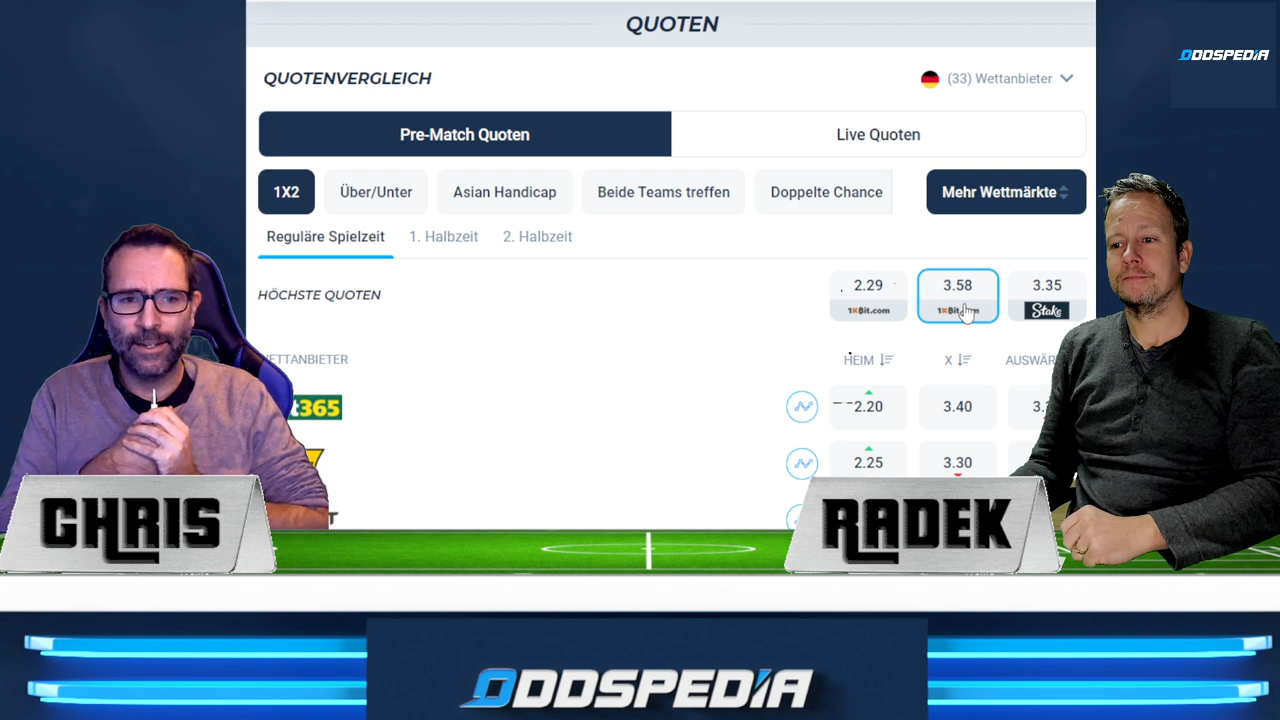 QUOTEN
ODDSPEDIA
QUOTENVERGLEICH
(33) Wettanbieter
Pre-Match Quoten
Live Quoten
1X2
Über/Unter
Asian Handicap
Beide Teams treffen
Doppelte Chance
Mehr Wettmärkte
Reguläre Spielzeit
1. Halbzeit
2. Halbzeit
HÖCHSTE QUOTEN
2.29
3.58
3.35
1XBit.com
Stake
HEIM
X
365
2.20
3.40
2.25
3.30
CHRIS
RADEK
ODDSPEDIA